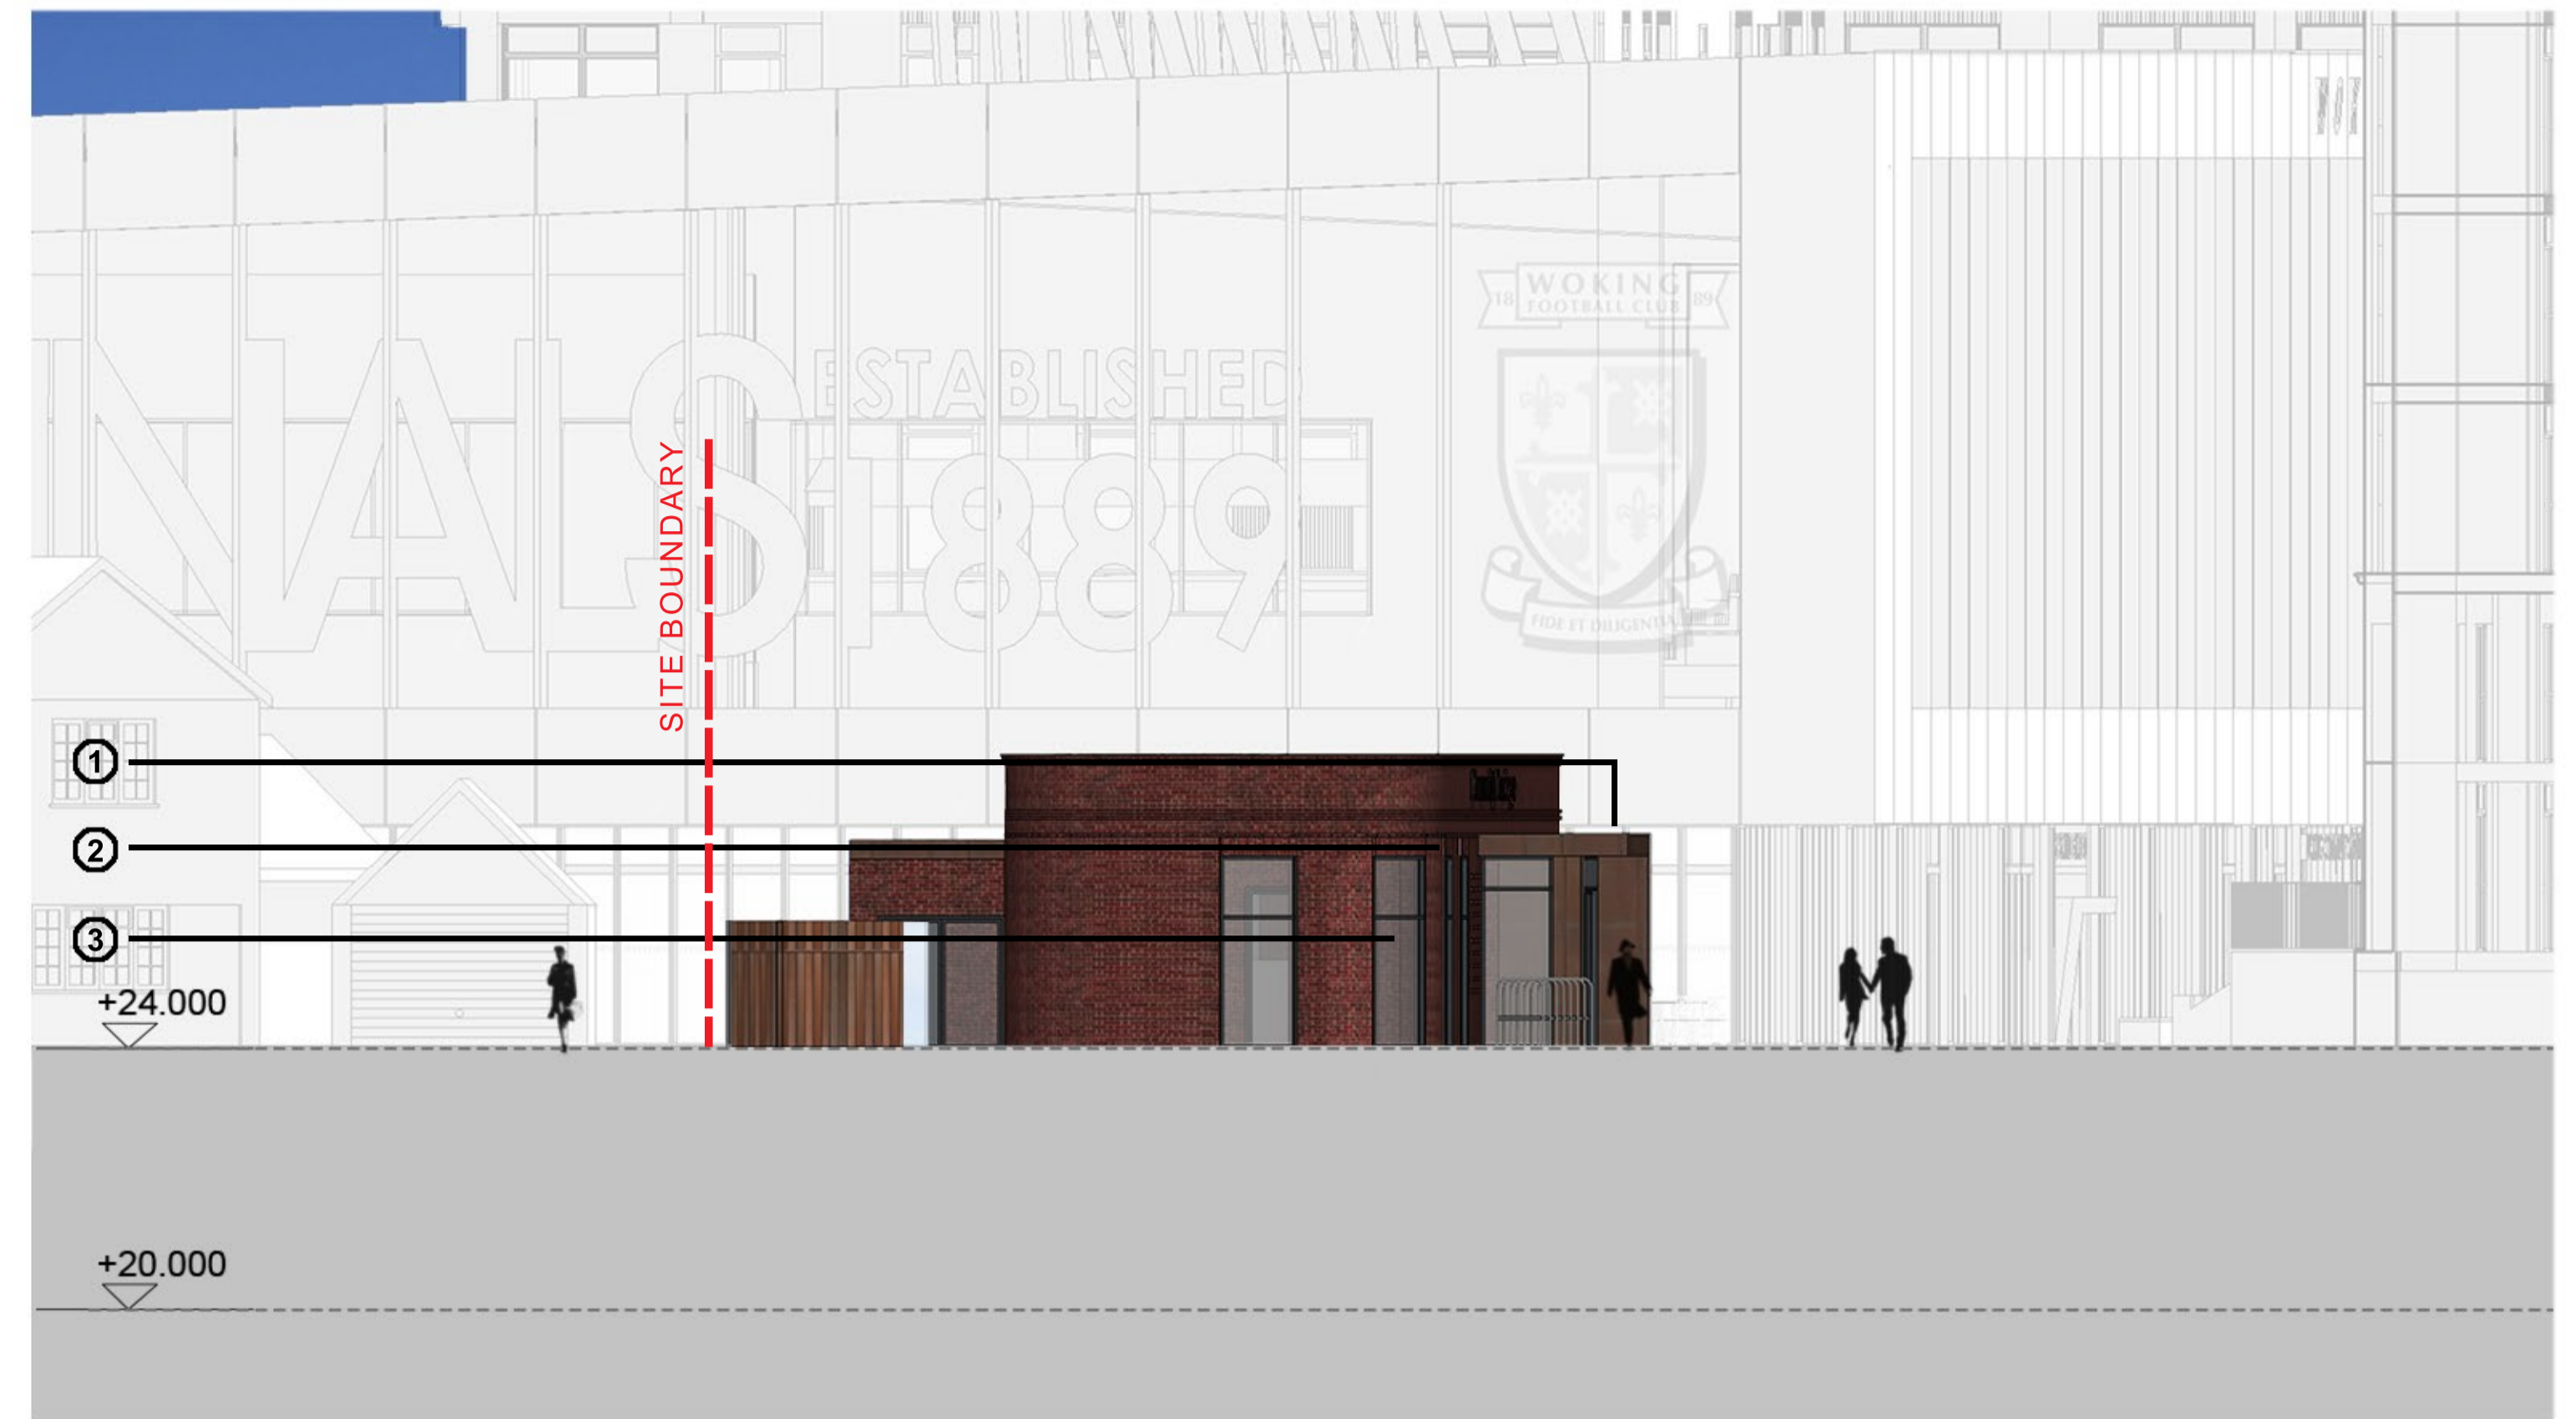 NALS
ESTABLISHED
1889
WOKING
18 FOOTBALL CLUB 89
FIDE ET DILIGENTIA
SITE BOUNDARY
1
2
3
+24.000
+20.000